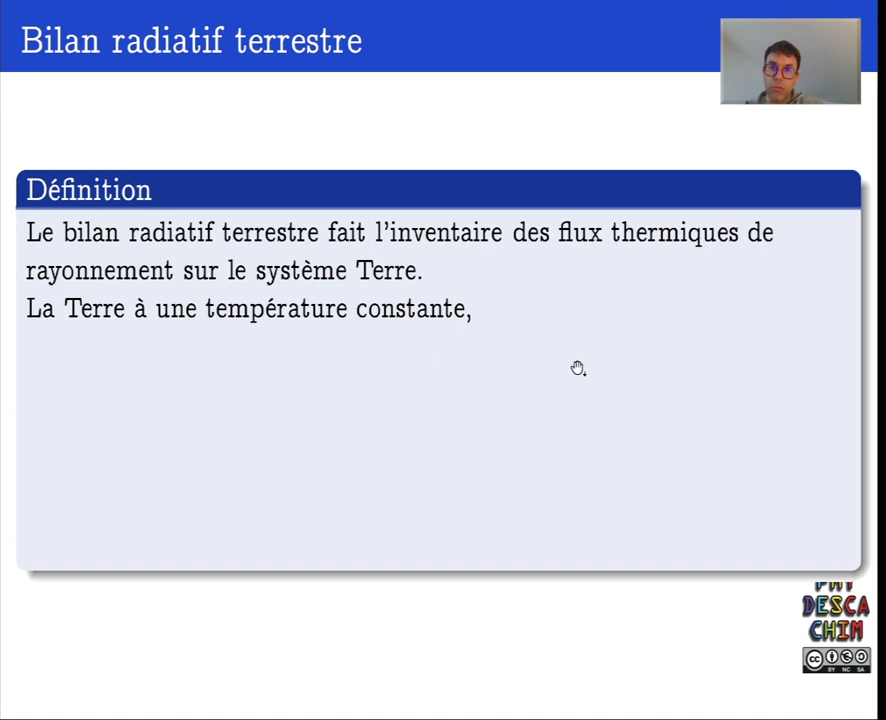 Bilan radiatif terrestre
Définition
Le bilan radiatif terrestre fait l'inventaire des flux thermiques de
rayonnement sur le système Terre.
La Terre à une température constante,
DESCA
CHIM
CC
BY NC SA